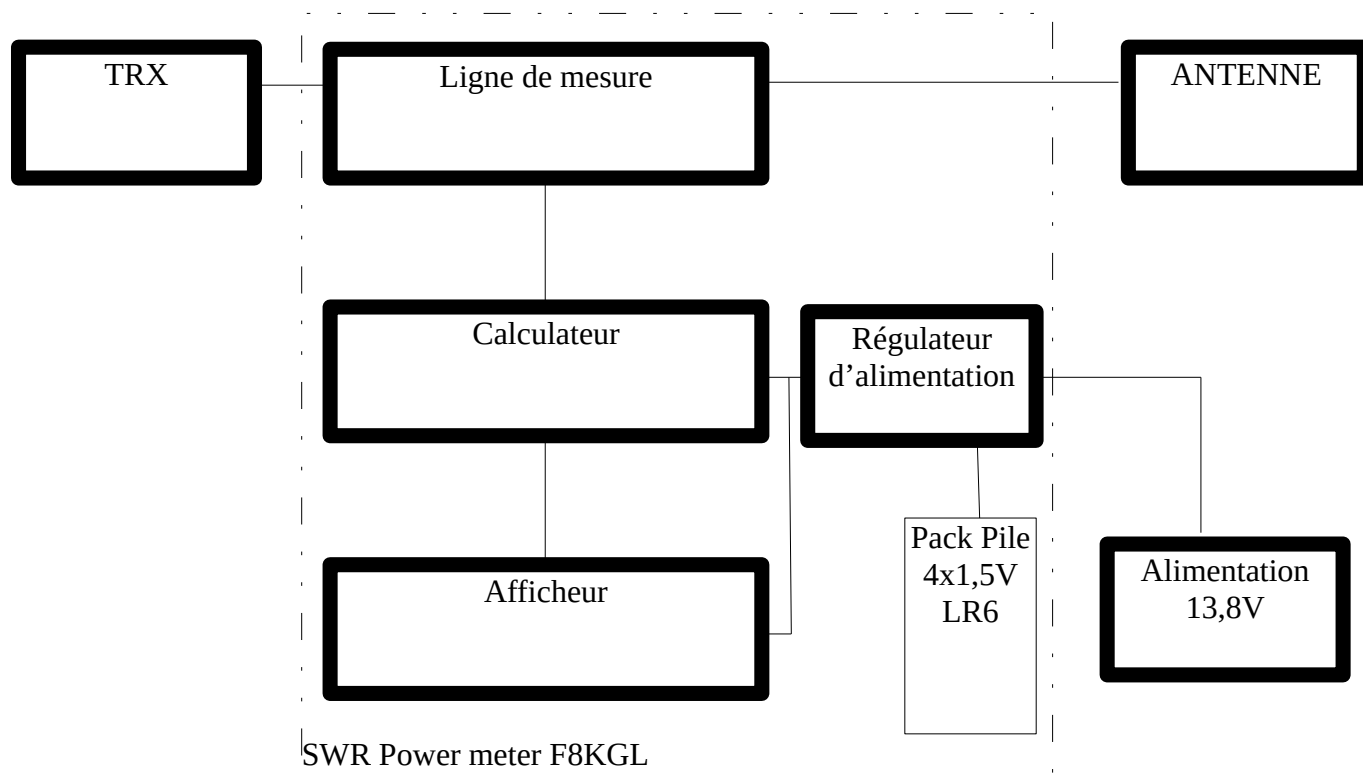 TRX
Ligne de mesure
ANTENNE
Calculateur
Régulateur
d’alimentation
Pack Pile
4x1,5V
LR6
Afficheur
Alimentation
13,8V
SWR Power meter F8KGL